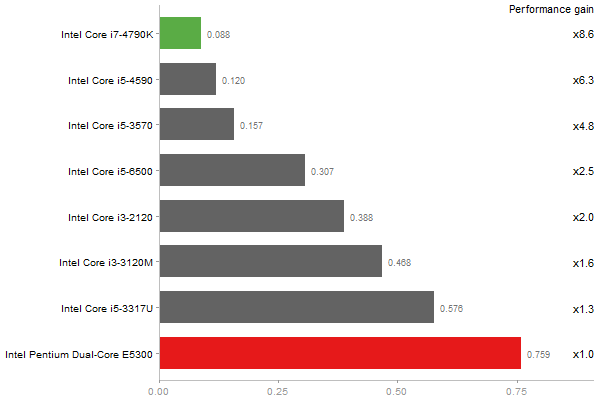 Performance gain
Intel Core i7-4790K 0.088 x8.6
Intel Core i5-4590 0.120 x6.3
Intel Core i5-3570 0.157 x4.8
Intel Core i5-6500 0.307 x2.5
Intel Core i3-2120 0.388 x2.0
Intel Core i3-3120M 0.468 x1.6
Intel Core i5-3317U 0.576 x1.3
Intel Pentium Dual-Core E5300 0.759 x1.0
0.00 0.25 0.50 0.75